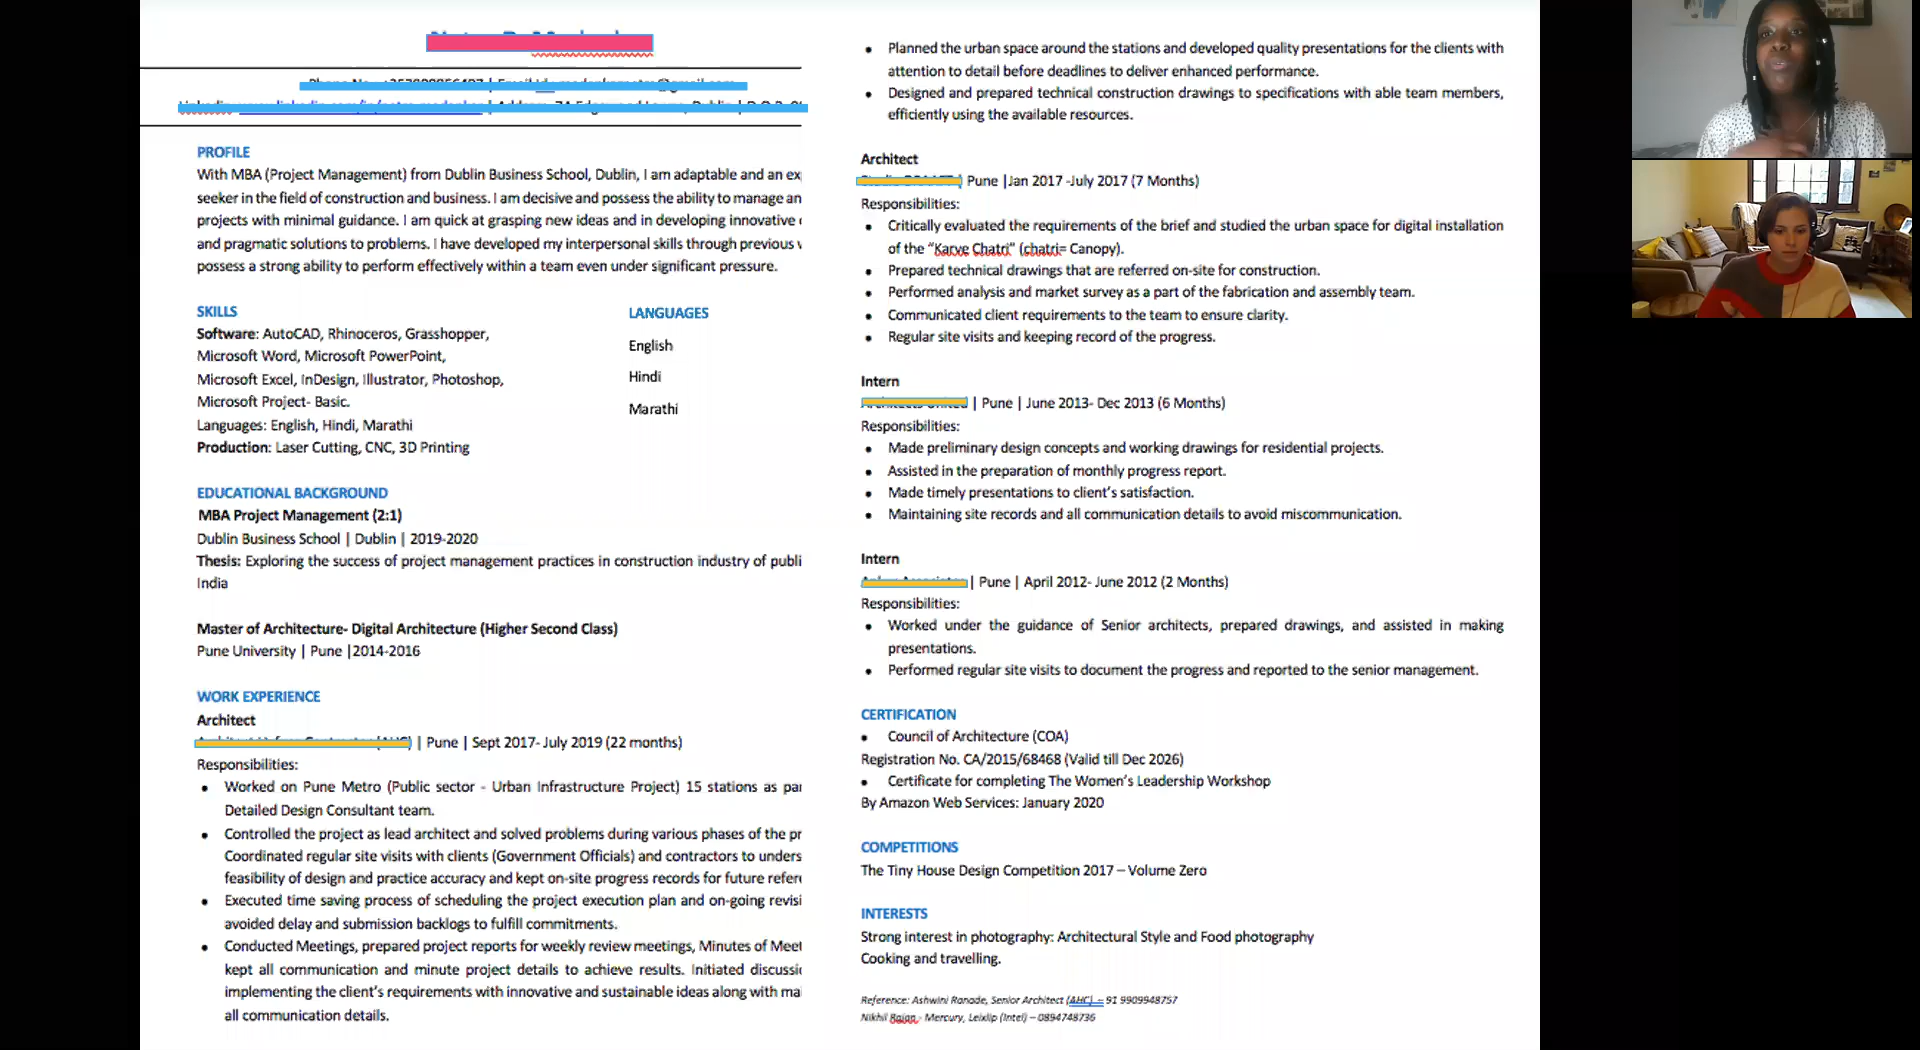 PROFILE
With MBA (Project Management) from Dublin Business School, Dublin, I am adaptable and an ex
seeker in the field of construction and business. I am decisive and possess the ability to manage an
projects with minimal guidance. I am quick at grasping new ideas and in developing innovative
and pragmatic solutions to problems. I have developed my interpersonal skills through previous
possess a strong ability to perform effectively within a team even under significant pressure.
SKILLS
Software: AutoCAD, Rhinoceros, Grasshopper,
Microsoft Word, Microsoft PowerPoint,
Microsoft Excel, InDesign, Illustrator, Photoshop,
Microsoft Project- Basic.
Languages: English, Hindi, Marathi
Production: Laser Cutting, CNC, 3D Printing
LANGUAGES
English
Hindi
Marathi
EDUCATIONAL BACKGROUND
MBA Project Management (2:1)
Dublin Business School | Dublin | 2019-2020
Thesis: Exploring the success of project management practices in construction industry of publi
India
Master of Architecture- Digital Architecture (Higher Second Class)
Pune University | Pune |2014-2016
WORK EXPERIENCE
Architect
| Pune | Sept 2017- July 2019 (22 months)
Responsibilities:
• Worked on Pune Metro (Public sector - Urban Infrastructure Project) 15 stations as pa
Detailed Design Consultant team.
• Controlled the project as lead architect and solved problems during various phases of the pr
Coordinated regular site visits with clients (Government Officials) and contractors to unders
feasibility of design and practice accuracy and kept on-site progress records for future refer
• Executed time saving process of scheduling the project execution plan and on-going revisi
avoided delay and submission backlogs to fulfill commitments.
• Conducted Meetings, prepared project reports for weekly review meetings, Minutes of Meet
kept all communication and minute project details to achieve results. Initiated discussi
implementing the client's requirements with innovative and sustainable ideas along with ma
all communication details.
• Planned the urban space around the stations and developed quality presentations for the clients with
attention to detail before deadlines to deliver enhanced performance.
• Designed and prepared technical construction drawings to specifications with able team members,
efficiently using the available resources.
Architect
| Pune |Jan 2017 -July 2017 (7 Months)
Responsibilities:
• Critically evaluated the requirements of the brief and studied the urban space for digital installation
of the “Karve Chatri” (chatri= Canopy).
• Prepared technical drawings that are referred on-site for construction.
• Performed analysis and market survey as a part of the fabrication and assembly team.
• Communicated client requirements to the team to ensure clarity.
• Regular site visits and keeping record of the progress.
Intern
| Pune | June 2013- Dec 2013 (6 Months)
Responsibilities:
• Made preliminary design concepts and working drawings for residential projects.
• Assisted in the preparation of monthly progress report.
• Made timely presentations to client's satisfaction.
• Maintaining site records and all communication details to avoid miscommunication.
Intern
| Pune | April 2012- June 2012 (2 Months)
Responsibilities:
• Worked under the guidance of Senior architects, prepared drawings, and assisted in making
presentations.
• Performed regular site visits to document the progress and reported to the senior management.
CERTIFICATION
• Council of Architecture (COA)
Registration No. CA/2015/68468 (Valid till Dec 2026)
• Certificate for completing The Women's Leadership Workshop
By Amazon Web Services: January 2020
COMPETITIONS
The Tiny House Design Competition 2017 – Volume Zero
INTERESTS
Strong interest in photography: Architectural Style and Food photography
Cooking and travelling.
Reference: Ashwini Ranade, Senior Architect (AHC) – 91 9909948757
Nikhil Rajan - Mercury, Leixlip (Intel) – 0894748736